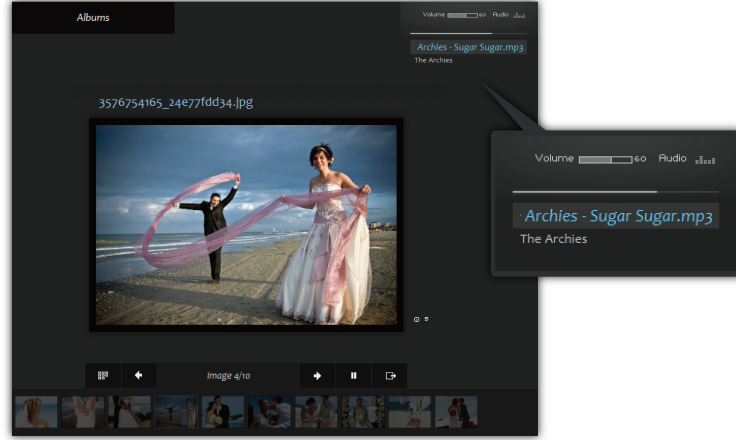 Albums
Volume 60 Audio
Archies - Sugar Sugar.mp3
The Archies
3576754165_24e77fdd34.jpg
Volume 60 Audio
Archies - Sugar Sugar.mp3
The Archies
5
Image 4/10